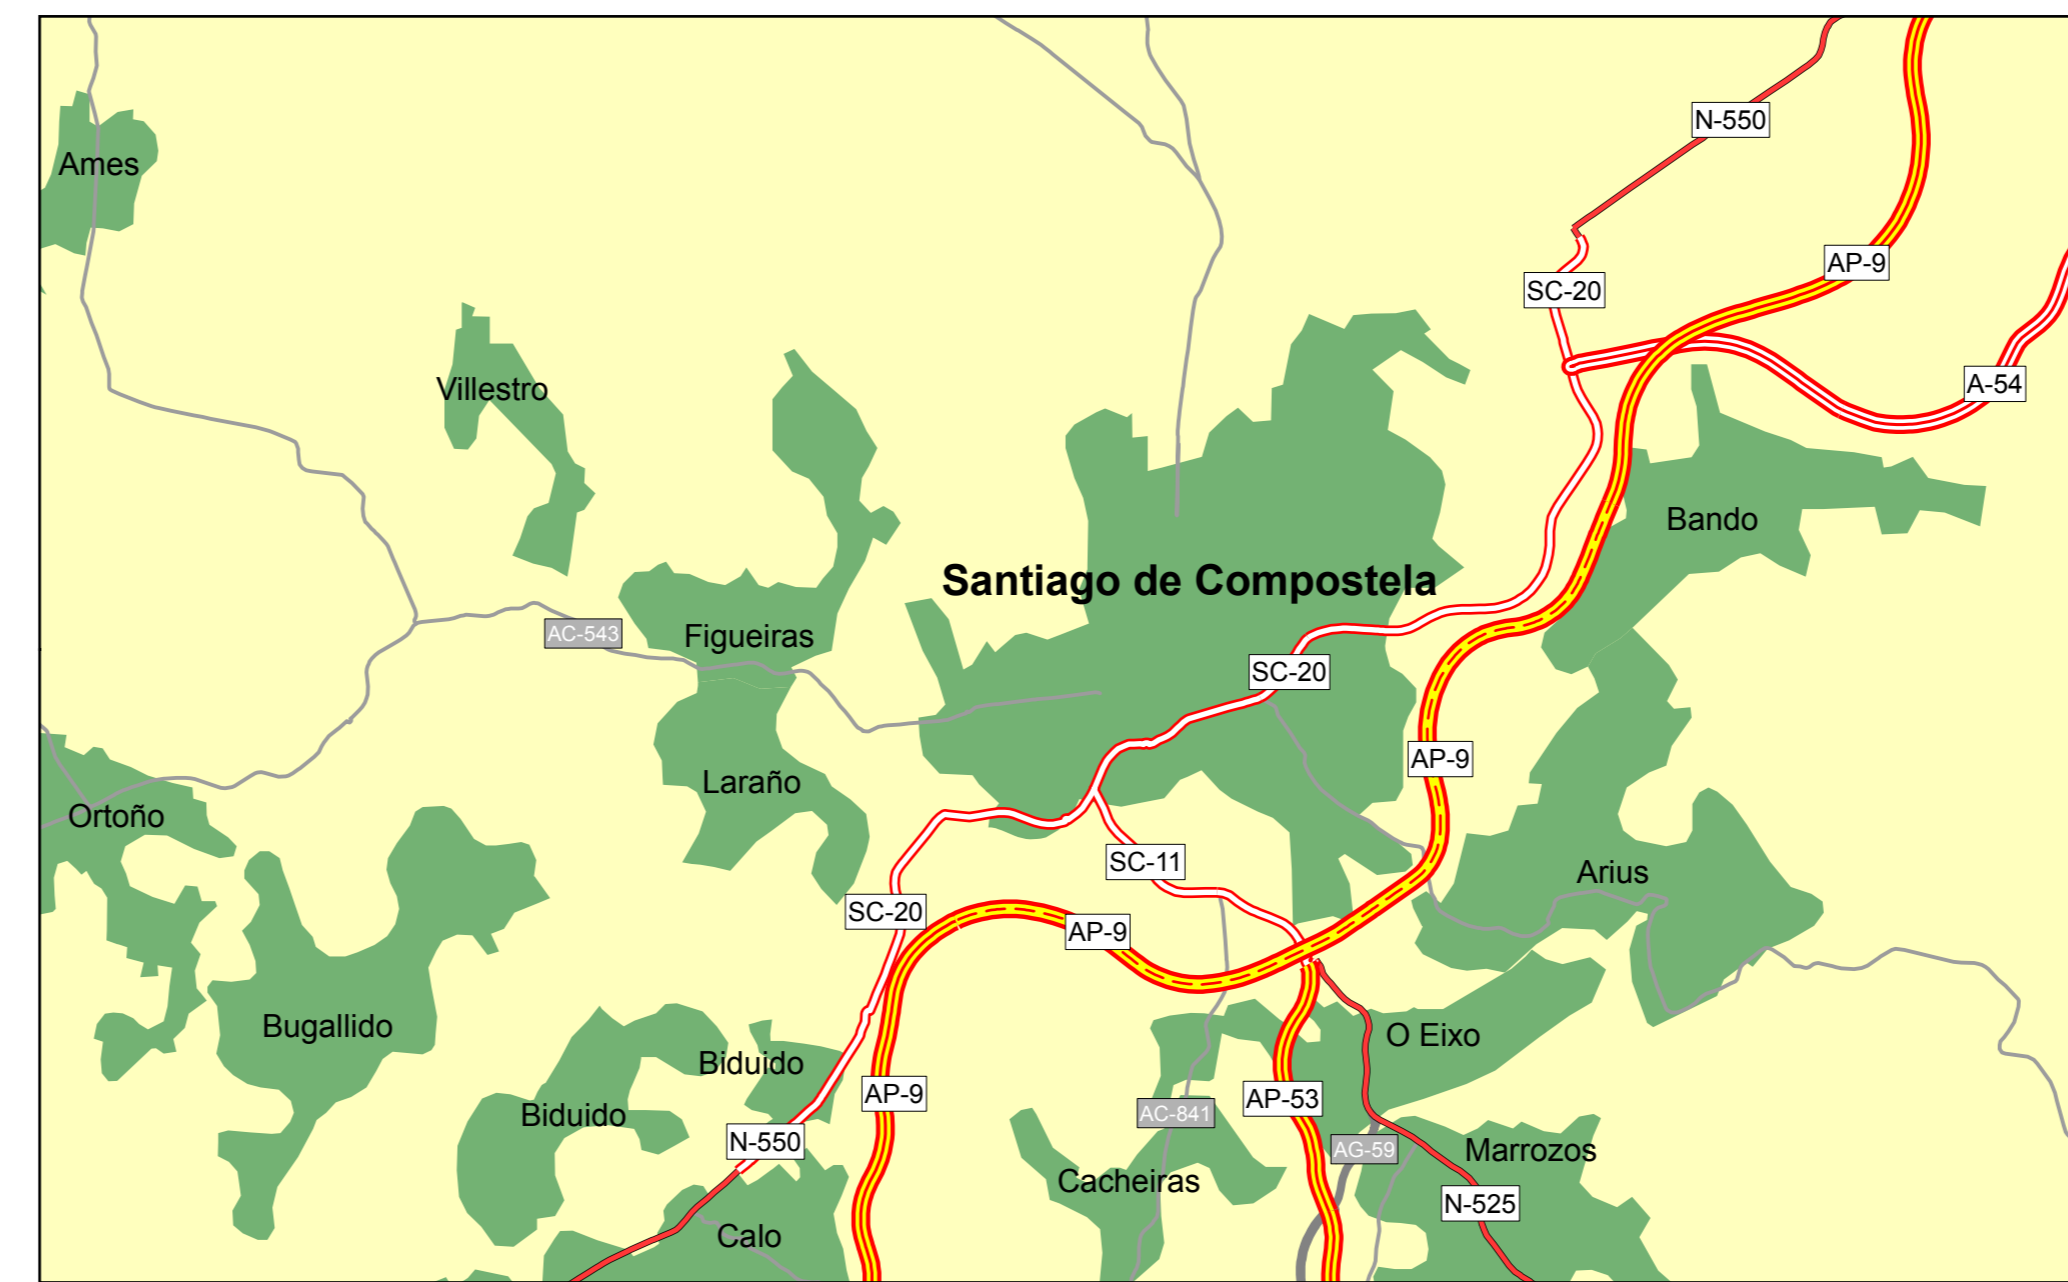 N-550
Ames
AP-9
SC-20
A-54
Villestro
Bando
Santiago de Compostela
AC-543
Figueiras
SC-20
AP-9
Laraño
Ortoño
SC-11
Arius
SC-20
AP-9
Bugallido
O Eixo
Biduido
AP-9
AP-53
Biduido
AC-841
N-550
AG-59
Marrozos
Cacheiras
N-525
Calo